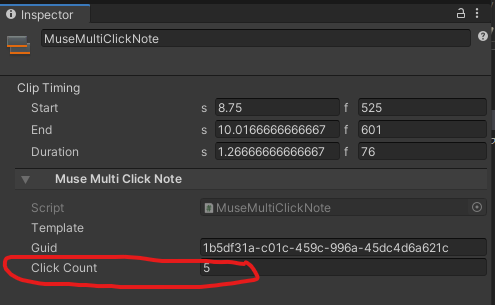 Inspector
MuseMultiClickNote
Clip Timing
Start s 8.75 f 525
End s 10.0166666666667 f 601
Duration s 1.26666666666667 f 76
Muse Multi Click Note
Script MuseMultiClickNote
Template
Guid 1b5df31a-c01c-459c-996a-45dc4d6a621c
Click Count 5